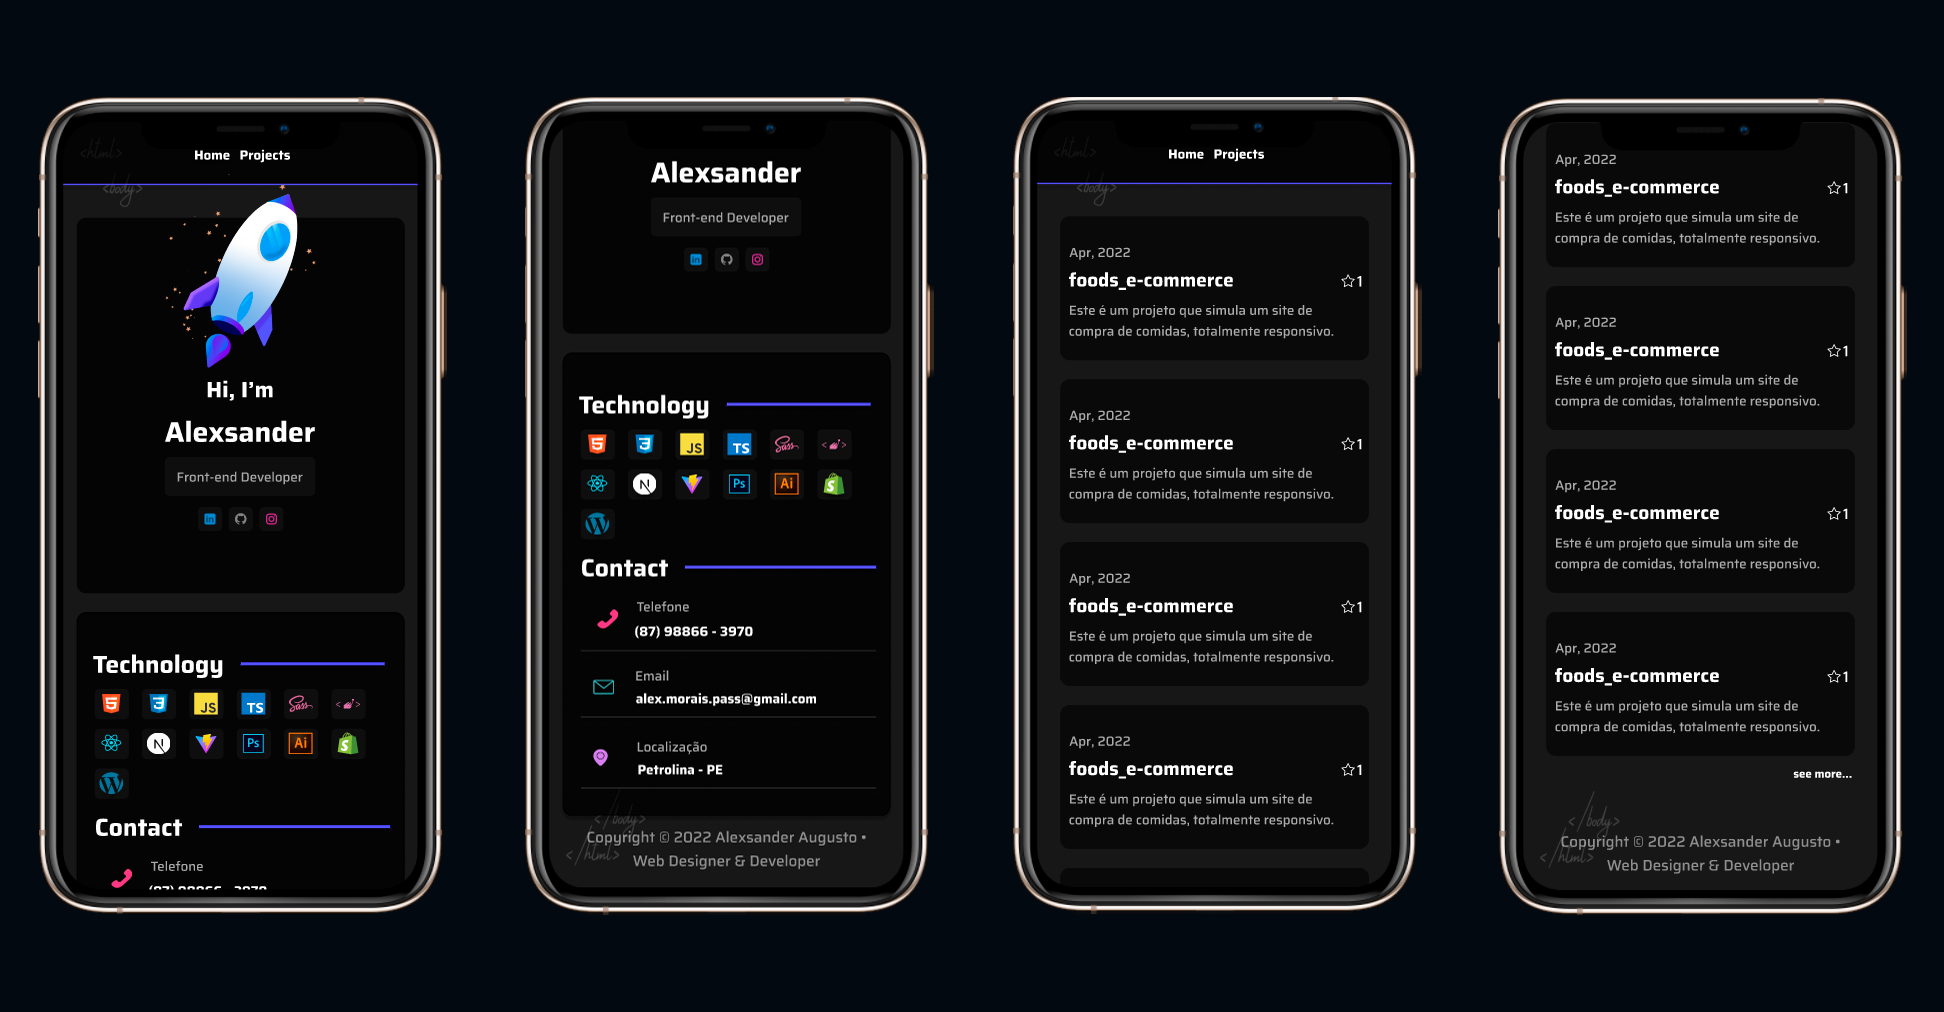 <html>
Home Projects
<body>
Hi, I'm
Alexsander
Front-end Developer
Technology
5
3
JS
TS
Sass
N
Ps
Ai
S
W
Contact
Telefone
(87) 98866 - 3970
Alexsander
Front-end Developer
Technology
5
3
JS
TS
Sass
N
Ps
Ai
S
W
Contact
Telefone
(87) 98866 - 3970
Email
alex.morais.pass@gmail.com
Localização
Petrolina - PE
</body>
Copyright © 2022 Alexsander Augusto •
</html>
Web Designer & Developer
<html>
Home Projects
<body>
Apr, 2022
foods_e-commerce
1
Este é um projeto que simula um site de
compra de comidas, totalmente responsivo.
Apr, 2022
foods_e-commerce
1
Este é um projeto que simula um site de
compra de comidas, totalmente responsivo.
Apr, 2022
foods_e-commerce
1
Este é um projeto que simula um site de
compra de comidas, totalmente responsivo.
Apr, 2022
foods_e-commerce
1
Este é um projeto que simula um site de
compra de comidas, totalmente responsivo.
Apr, 2022
foods_e-commerce
1
Este é um projeto que simula um site de
compra de comidas, totalmente responsivo.
Apr, 2022
foods_e-commerce
1
Este é um projeto que simula um site de
compra de comidas, totalmente responsivo.
Apr, 2022
foods_e-commerce
1
Este é um projeto que simula um site de
compra de comidas, totalmente responsivo.
Apr, 2022
foods_e-commerce
1
Este é um projeto que simula um site de
compra de comidas, totalmente responsivo.
see more...
</body>
Copyright © 2022 Alexsander Augusto •
</html>
Web Designer & Developer